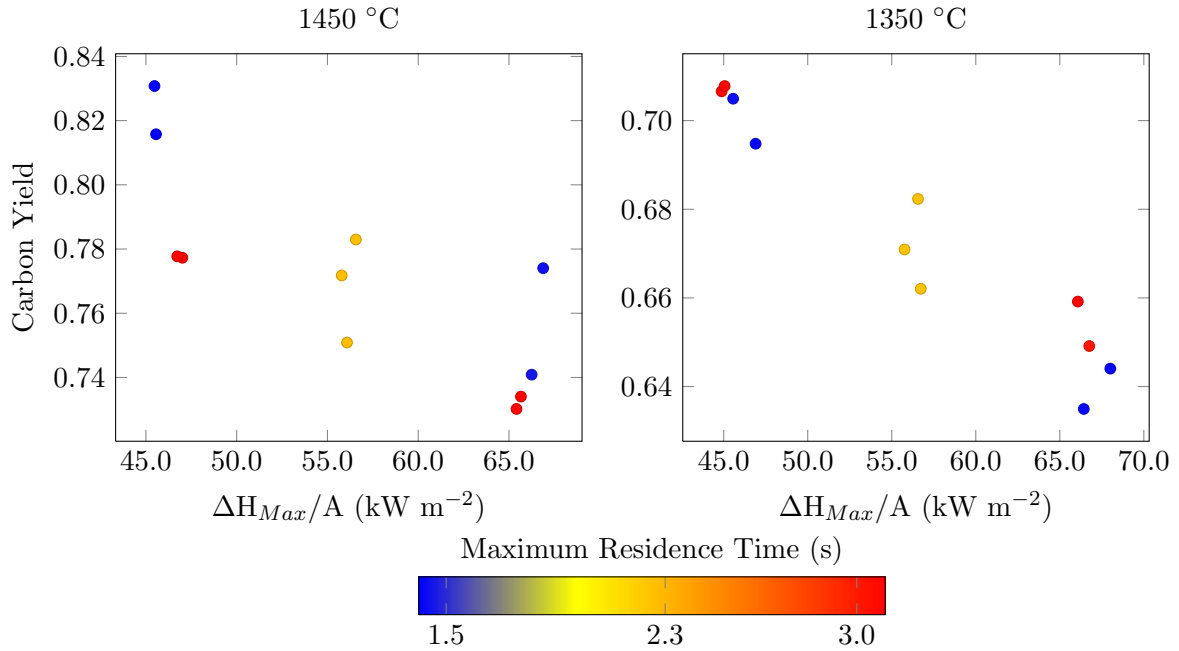 1450 °C
1350 °C
Carbon Yield
0.84
0.82
0.80
0.78
0.76
0.74
45.0 50.0 55.0 60.0 65.0
ΔH_Max/A (kW m⁻²)
0.70
0.68
0.66
0.64
45.0 50.0 55.0 60.0 65.0 70.0
ΔH_Max/A (kW m⁻²)
Maximum Residence Time (s)
1.5 2.3 3.0